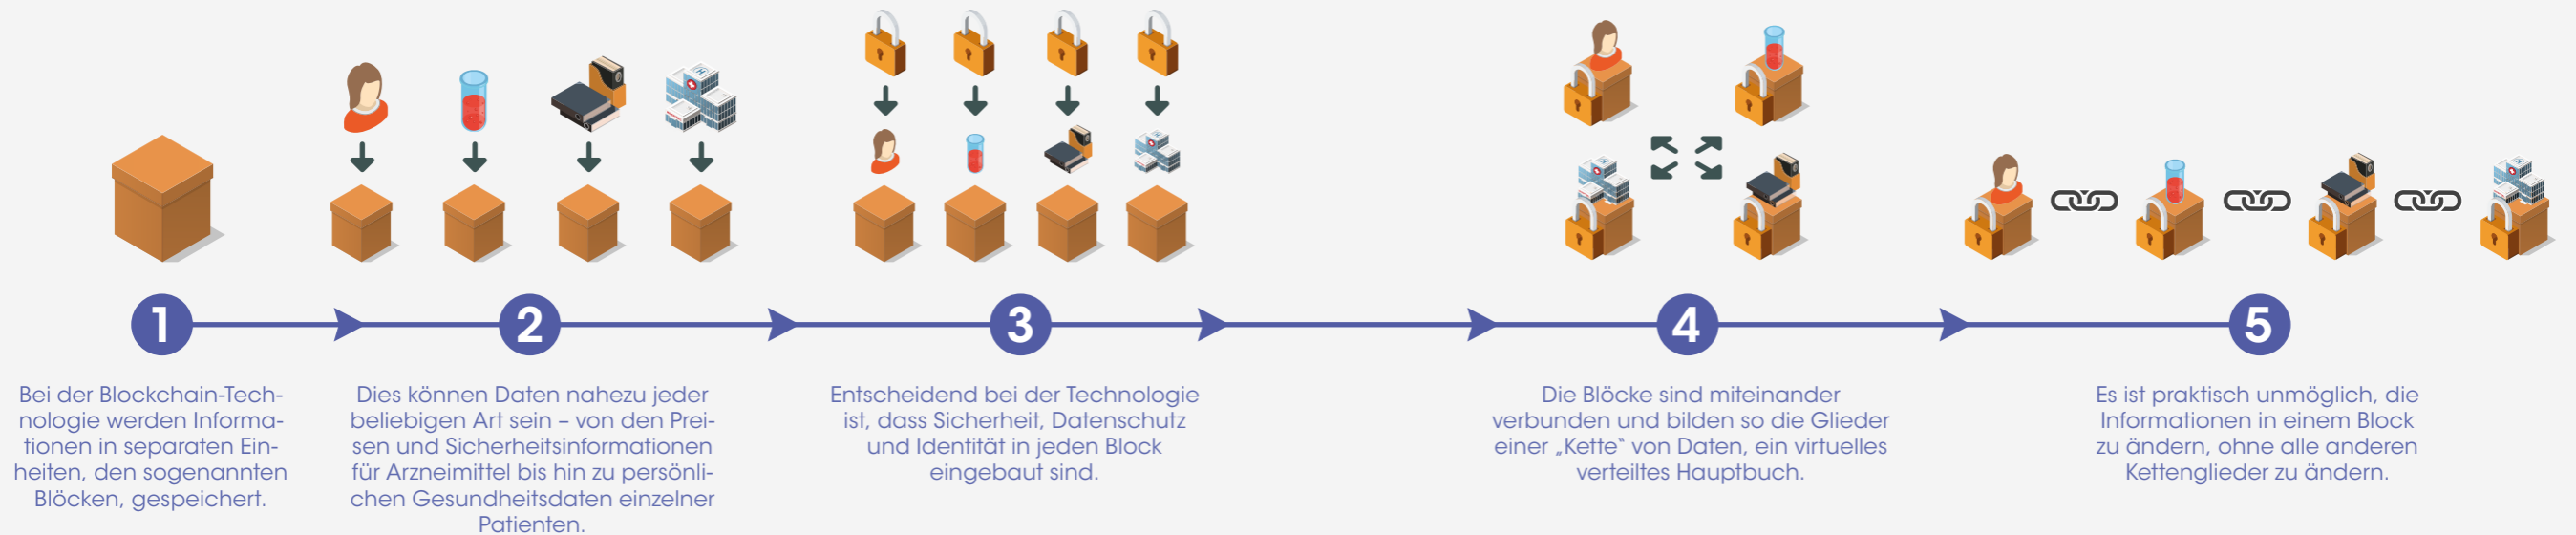 1
Bei der Blockchain-Tech-
nologie werden Informa-
tionen in separaten Ein-
heiten, den sogenannten
Blöcken, gespeichert.
2
Dies können Daten nahezu jeder
beliebigen Art sein – von den Prei-
sen und Sicherheitsinformationen
für Arzneimittel bis hin zu persönli-
chen Gesundheitsdaten einzelner
Patienten.
3
Entscheidend bei der Technologie
ist, dass Sicherheit, Datenschutz
und Identität in jeden Block
eingebaut sind.
4
Die Blöcke sind miteinander
verbunden und bilden so die Glieder
einer „Kette“ von Daten, ein virtuelles
verteiltes Hauptbuch.
5
Es ist praktisch unmöglich, die
Informationen in einem Block
zu ändern, ohne alle anderen
Kettenglieder zu ändern.